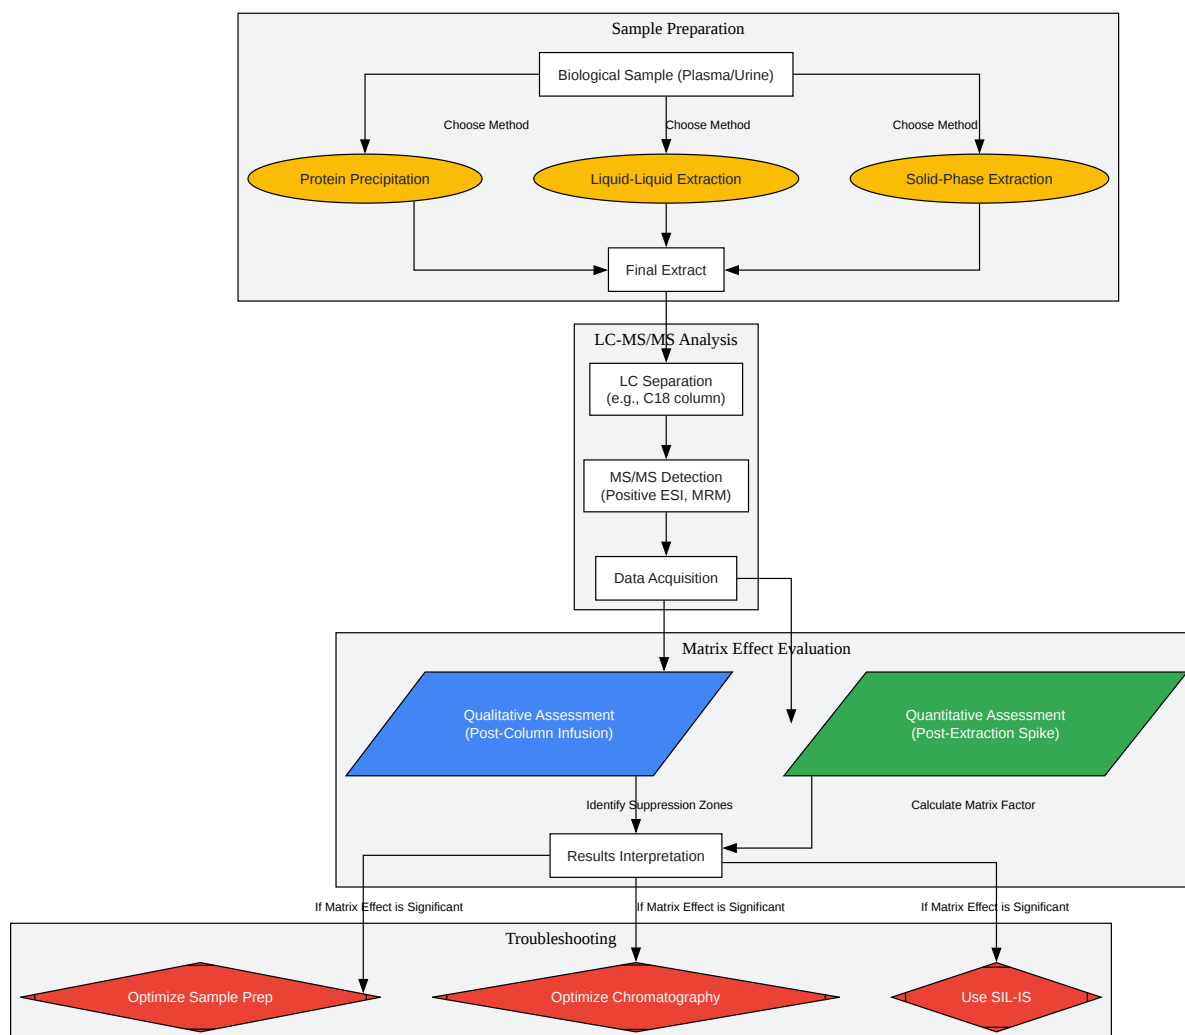 Sample Preparation
Biological Sample (Plasma/Urine)
Choose Method
Choose Method
Choose Method
Protein Precipitation
Liquid-Liquid Extraction
Solid-Phase Extraction
Final Extract
LC-MS/MS Analysis
LC Separation
(e.g., C18 column)
MS/MS Detection
(Positive ESI, MRM)
Data Acquisition
Matrix Effect Evaluation
Qualitative Assessment
(Post-Column Infusion)
Quantitative Assessment
(Post-Extraction Spike)
Identify Suppression Zones
Calculate Matrix Factor
Results Interpretation
If Matrix Effect is Significant
If Matrix Effect is Significant
If Matrix Effect is Significant
Troubleshooting
Optimize Sample Prep
Optimize Chromatography
Use SIL-IS